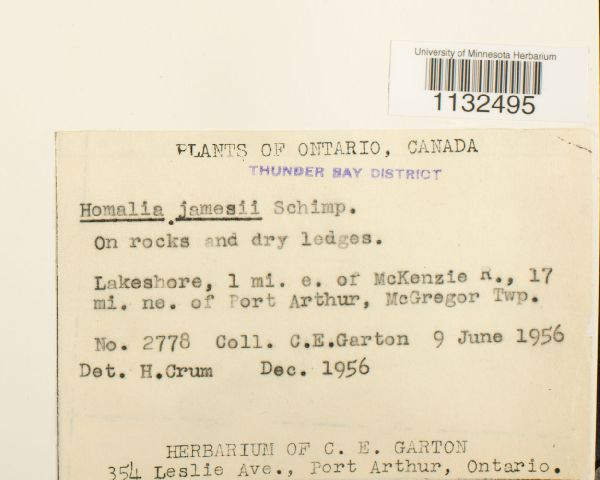 University of Minnesota Herbarium
1132495
PLANTS OF ONTARIO, CANADA
THUNDER BAY DISTRICT
Homalia jamesii Schimp.
On rocks and dry ledges.
Lakeshore, 1 mi. e. of McKenzie R., 17
mi. ne. of Port Arthur, McGregor Twp.
No. 2778 Coll. C.E.Garton 9 June 1956
Det. H.Crum Dec. 1956
HERBARIUM OF C. E. GARTON
354 Leslie Ave., Port Arthur, Ontario.